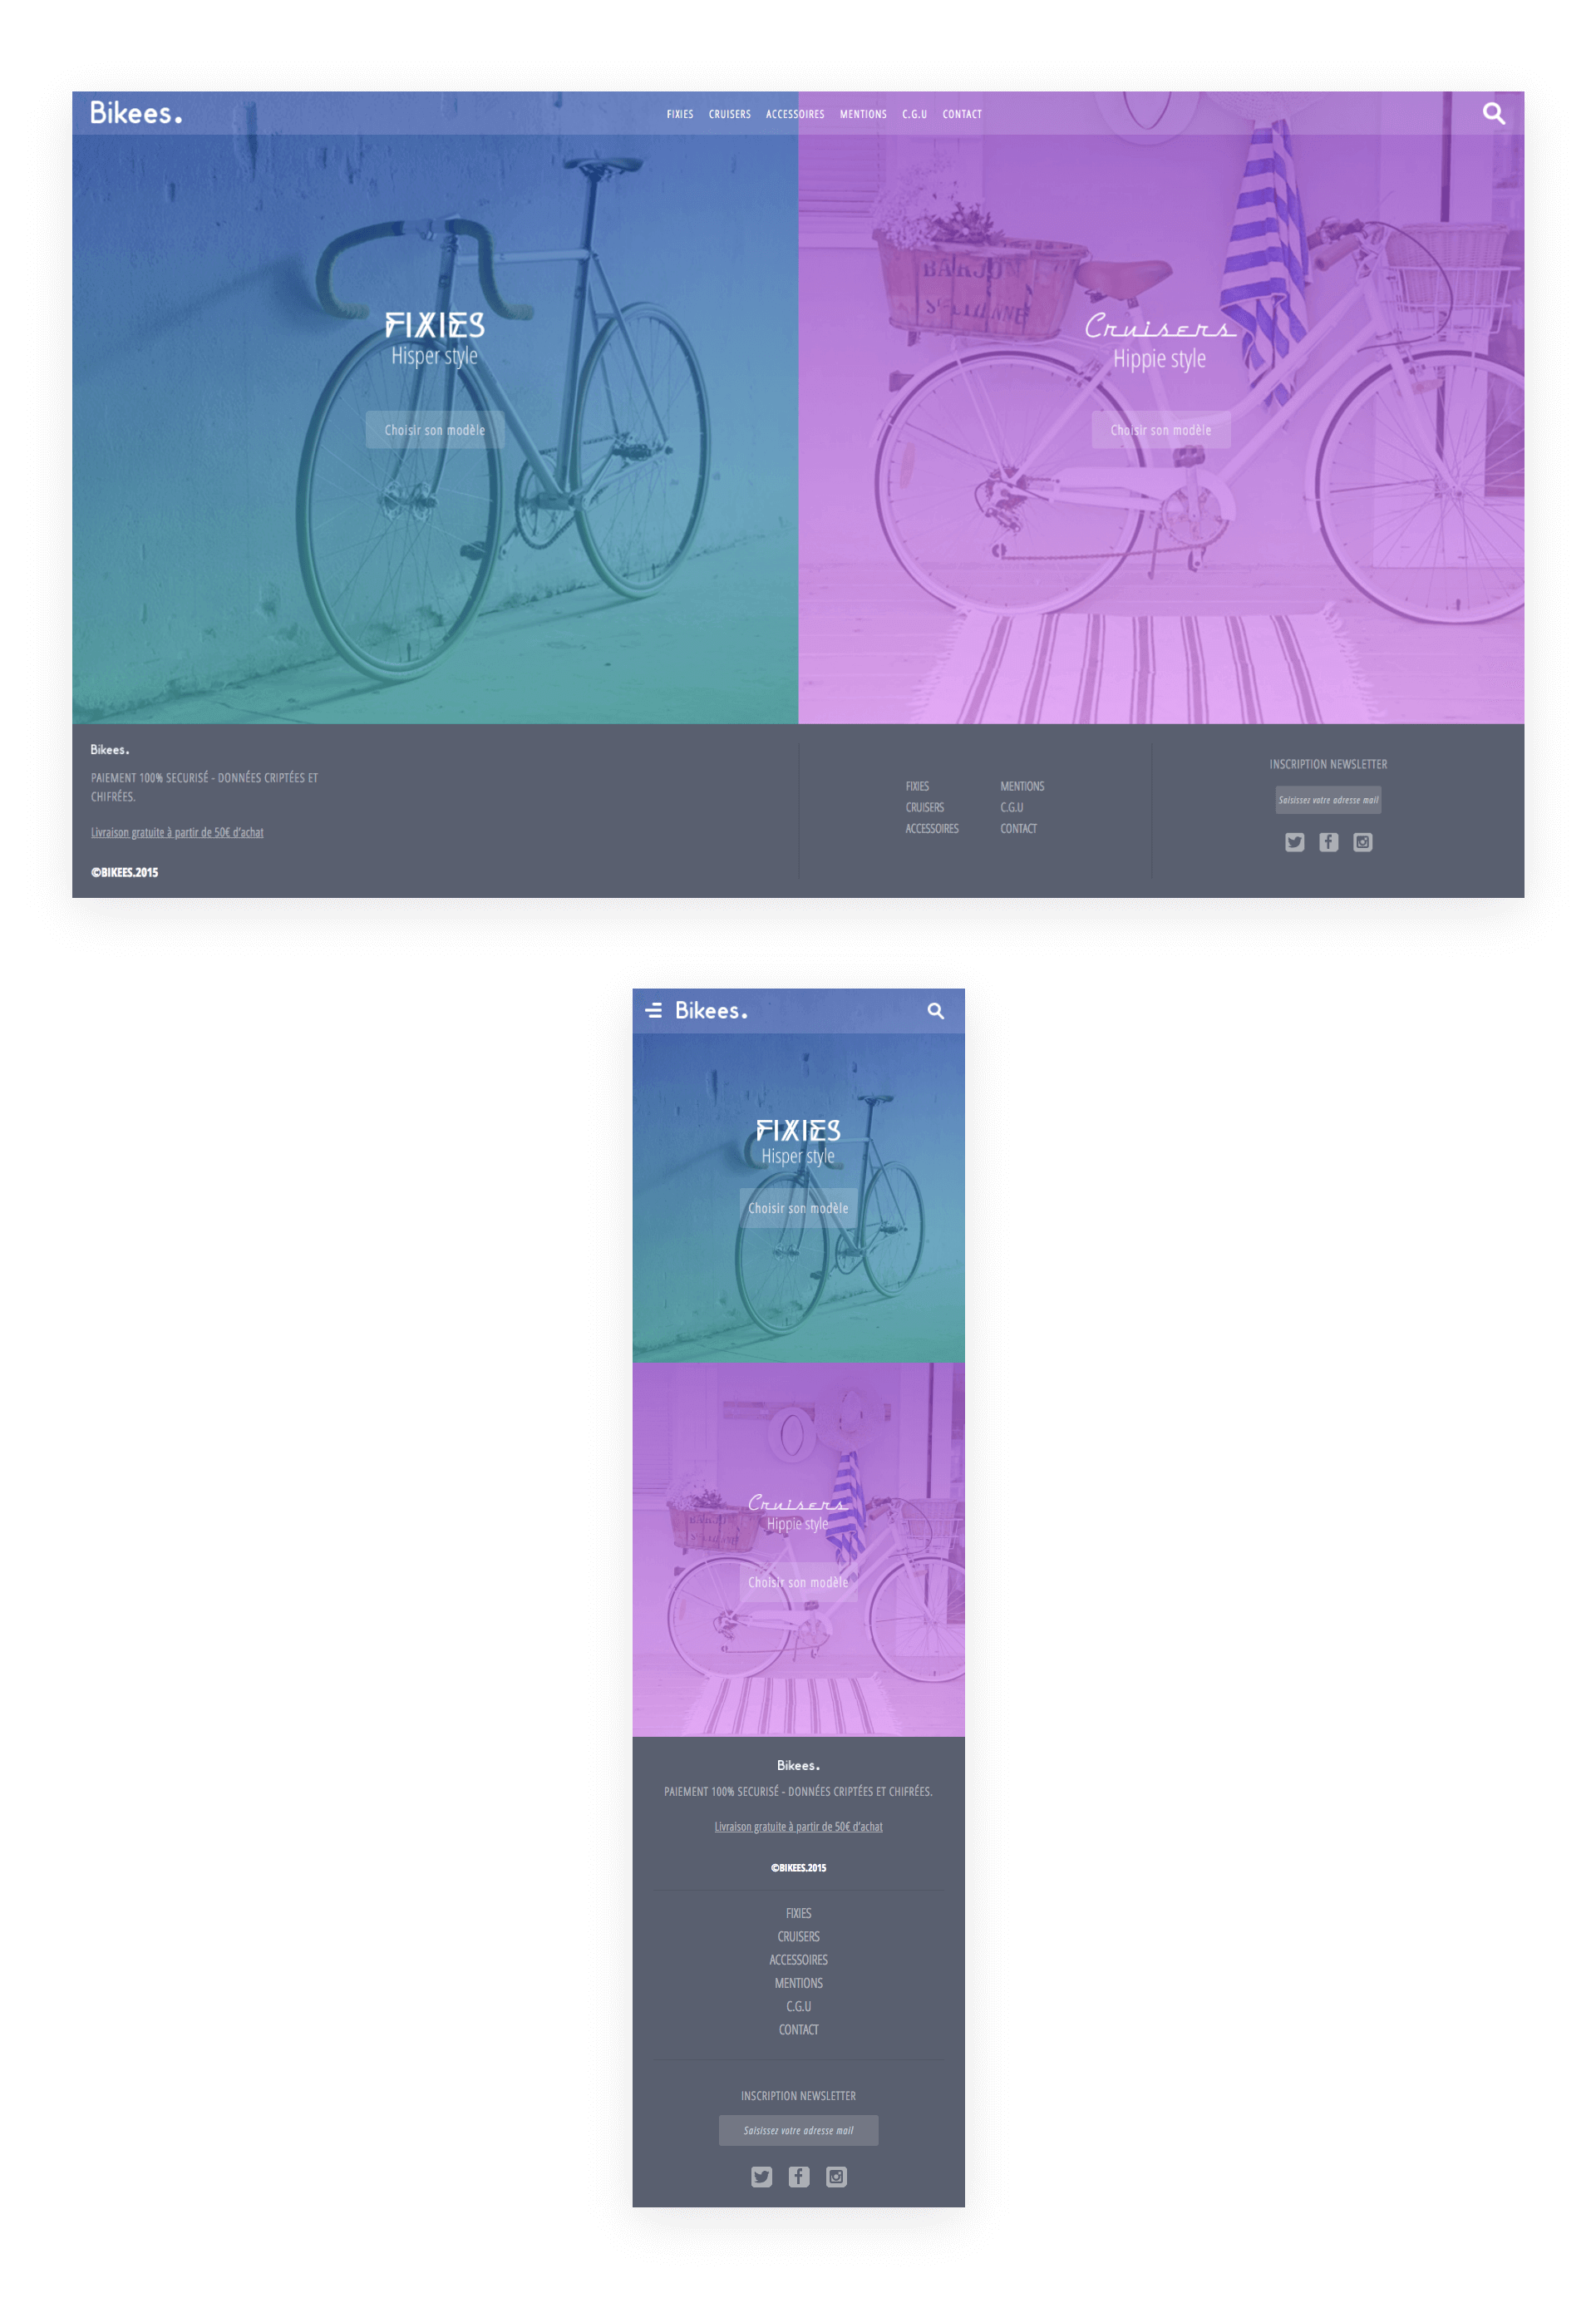 Bikees.
FIXIES CRUISERS ACCESSOIRES MENTIONS C.G.U CONTACT
FIXIES
Hisper style
Choisir son modèle
BARJON
Cruisers
Hippie style
Choisir son modèle
Bikees.
PAIEMENT 100% SECURISÉ - DONNÉES CRIPTÉES ET
CHIFRÉES.
Livraison gratuite à partir de 50€ d'achat
©BIKEES.2015
FIXIES
CRUISERS
ACCESSOIRES
MENTIONS
C.G.U
CONTACT
INSCRIPTION NEWSLETTER
Saisissez votre adresse mail
Bikees.
FIXIES
Hisper style
Choisir son modèle
Cruisers
Hippie style
Choisir son modèle
Bikees.
PAIEMENT 100% SECURISÉ - DONNÉES CRIPTÉES ET CHIFRÉES.
Livraison gratuite à partir de 50€ d'achat
©BIKEES.2015
FIXIES
CRUISERS
ACCESSOIRES
MENTIONS
C.G.U
CONTACT
INSCRIPTION NEWSLETTER
Saisissez votre adresse mail